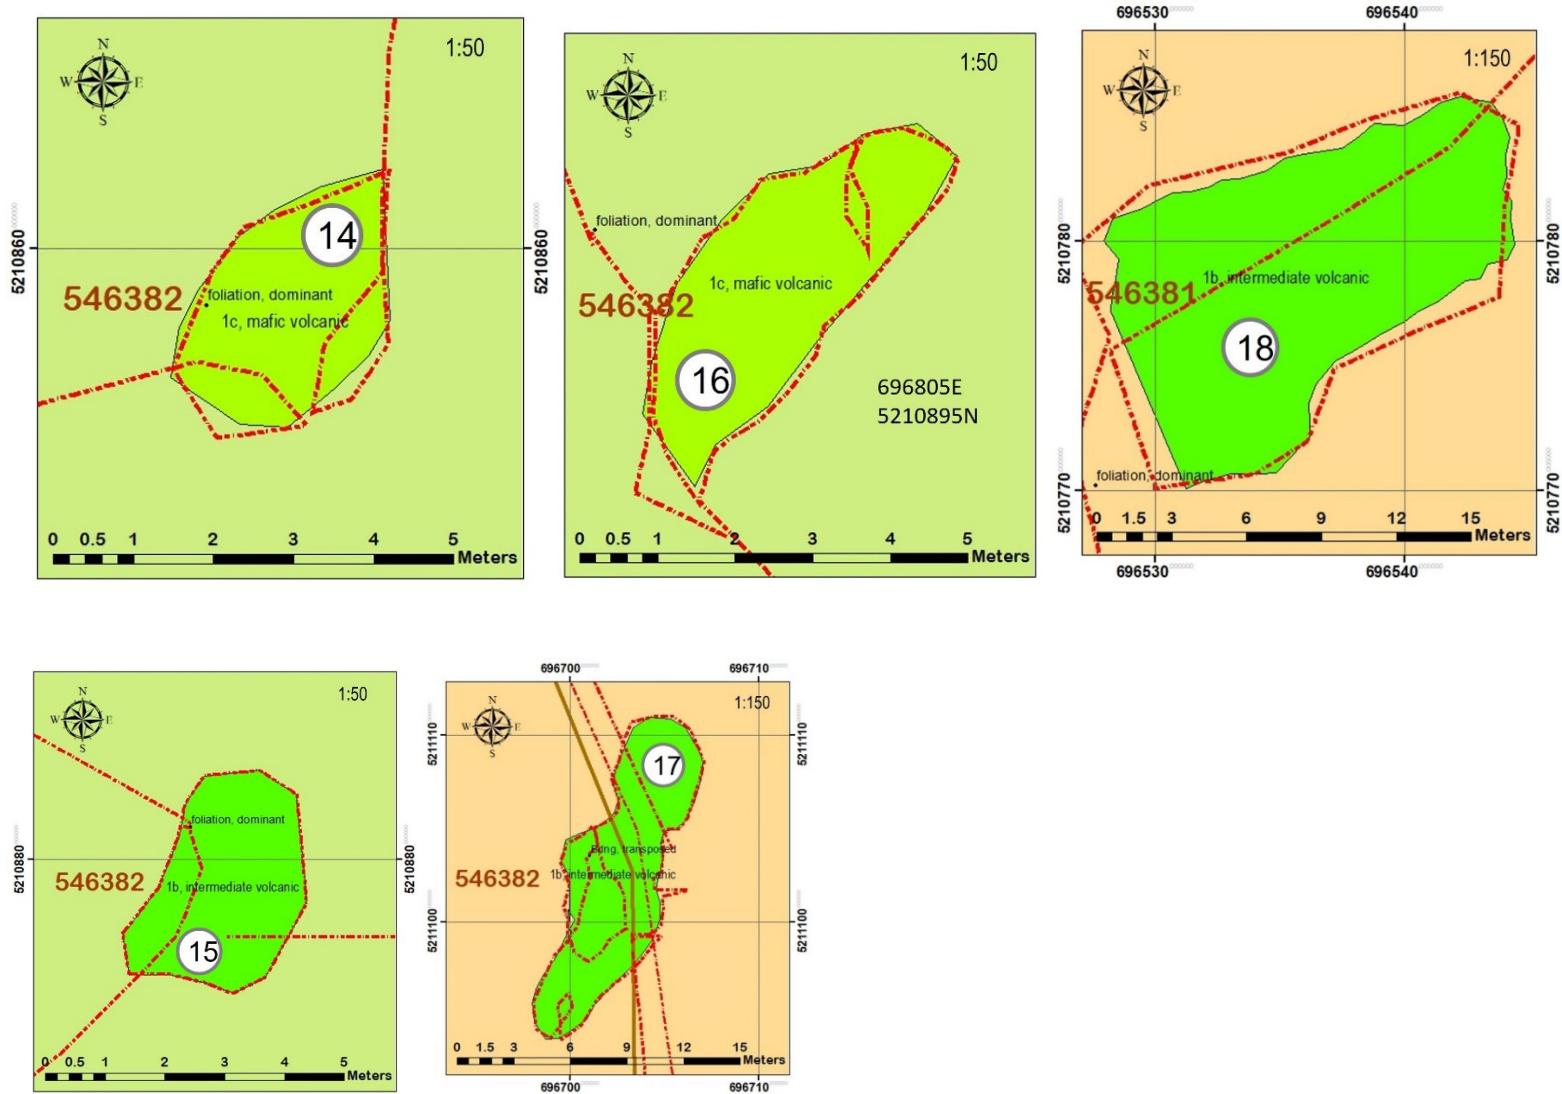 N
W E
S
1:50
5210860
5210860
14
546382
foliation, dominant
1c, mafic volcanic
0 0.5 1 2 3 4 5
Meters
N
W E
S
1:50
foliation, dominant
1c, mafic volcanic
546382
16
696805E
5210895N
0 0.5 1 2 3 4 5
Meters
696530 696540
N
W E
S
1:150
5210780
5210780
1b, intermediate volcanic
546381
18
foliation, dominant
5210770
5210770
0 1.5 3 6 9 12 15
Meters
696530 696540
N
W E
S
1:50
foliation, dominant
5210880
5210880
546382
1b, intermediate volcanic
15
0 0.5 1 2 3 4 5
Meters
696700 696710
N
W E
S
1:150
5211110
5211110
17
Bdng, transposed
546382
1b, intermediate volcanic
5211100
5211100
0 1.5 3 6 9 12 15
Meters
696700 696710